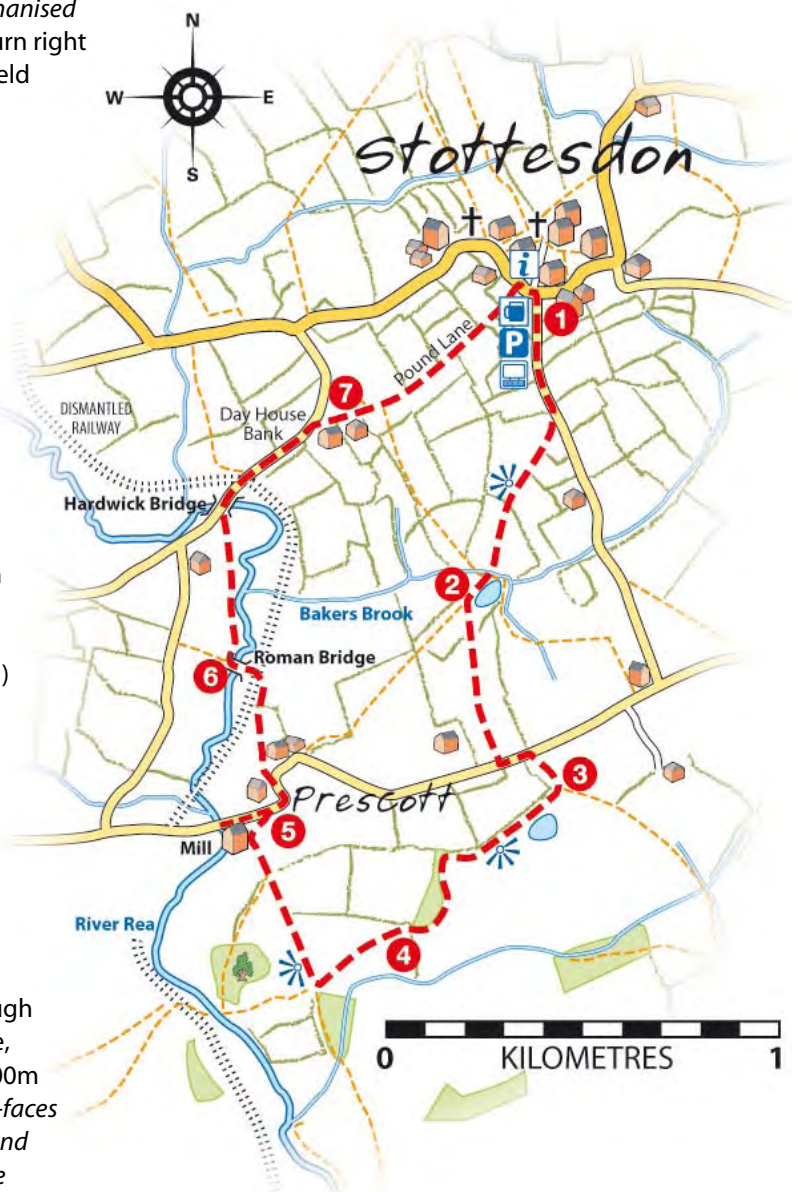 anised
urn right
eld
N
W
E
S
Stottesdon
i
1
P
Pound Lane
7
DISMANTLED
RAILWAY
Day House
Bank
Hardwick Bridge
2
Bakers Brook
Roman Bridge
)
6
3
Prescott
5
Mill
4
River Rea
ugh
e,
00m
-faces
nd
e
0 KILOMETRES 1